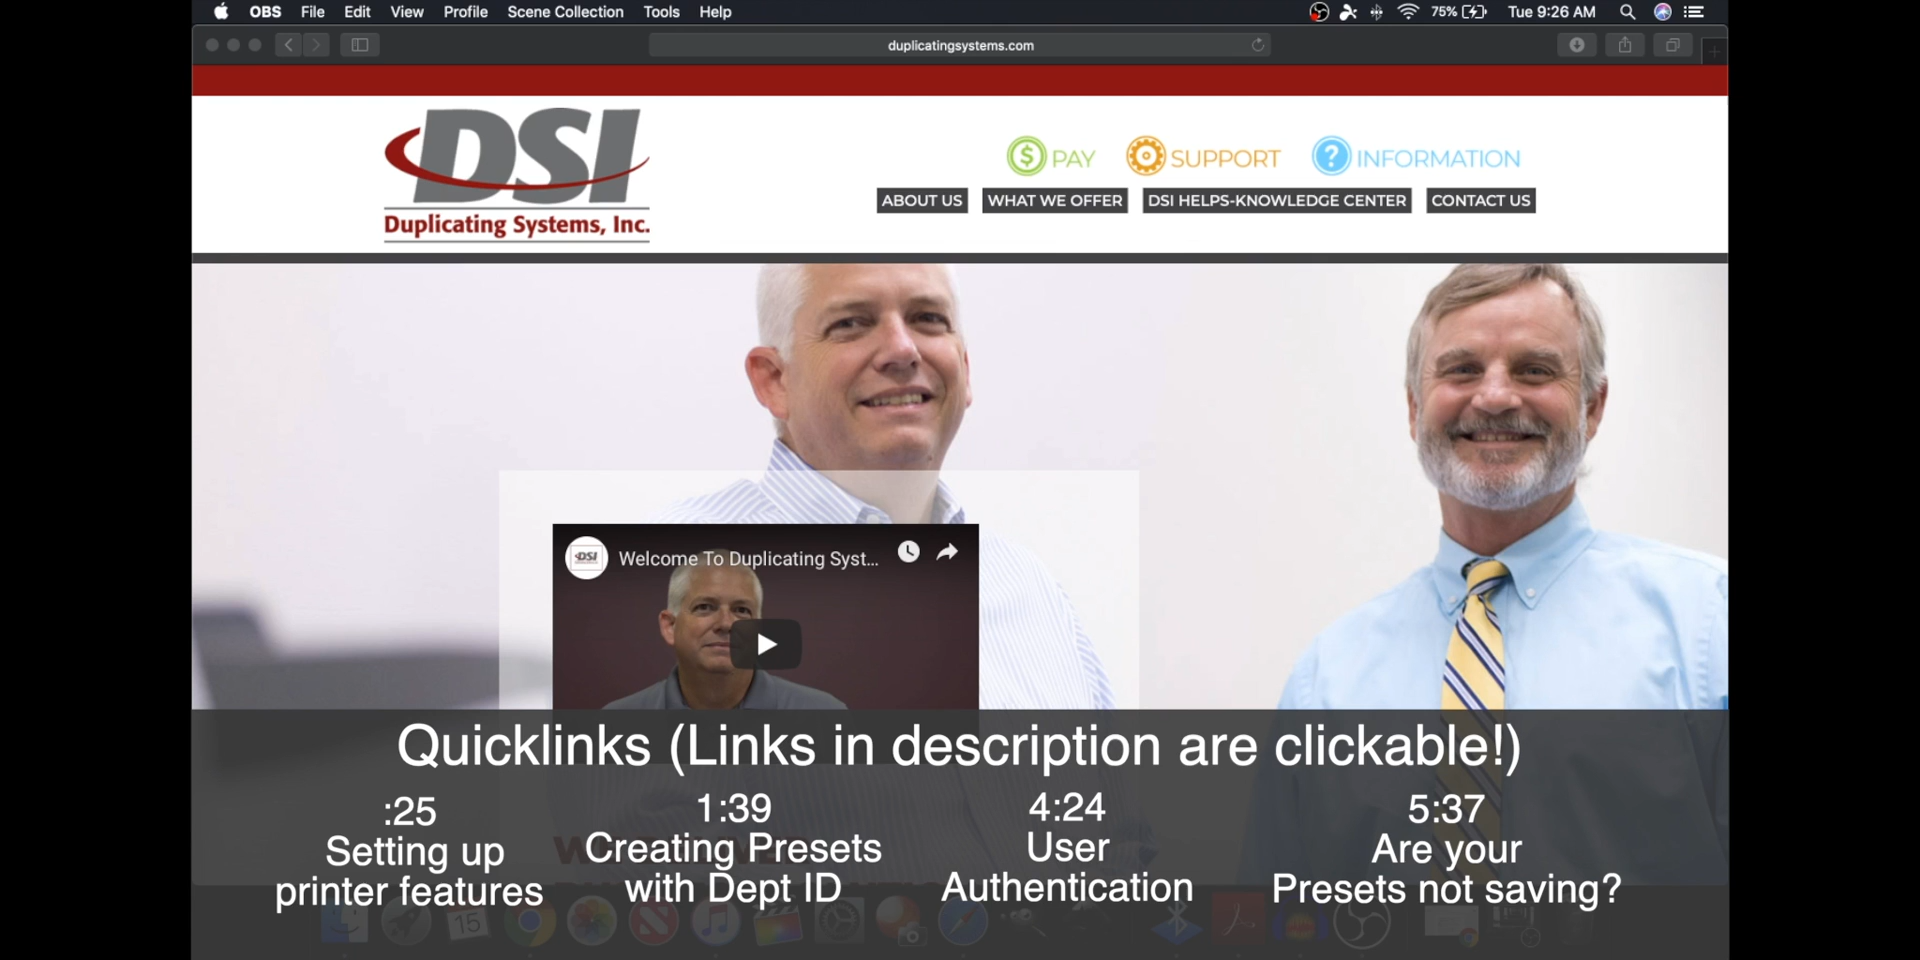 OBS File Edit View Profile Scene Collection Tools Help 75% Tue 9:26 AM
duplicatingsystems.com
DSI
Duplicating Systems, Inc.
$ PAY SUPPORT ? INFORMATION
ABOUT US WHAT WE OFFER DSI HELPS-KNOWLEDGE CENTER CONTACT US
DSI Welcome To Duplicating Syst...
Quicklinks (Links in description are clickable!)
:25
Setting up
printer features
1:39
Creating Presets
with Dept ID
4:24
User
Authentication
5:37
Are your
Presets not saving?
15